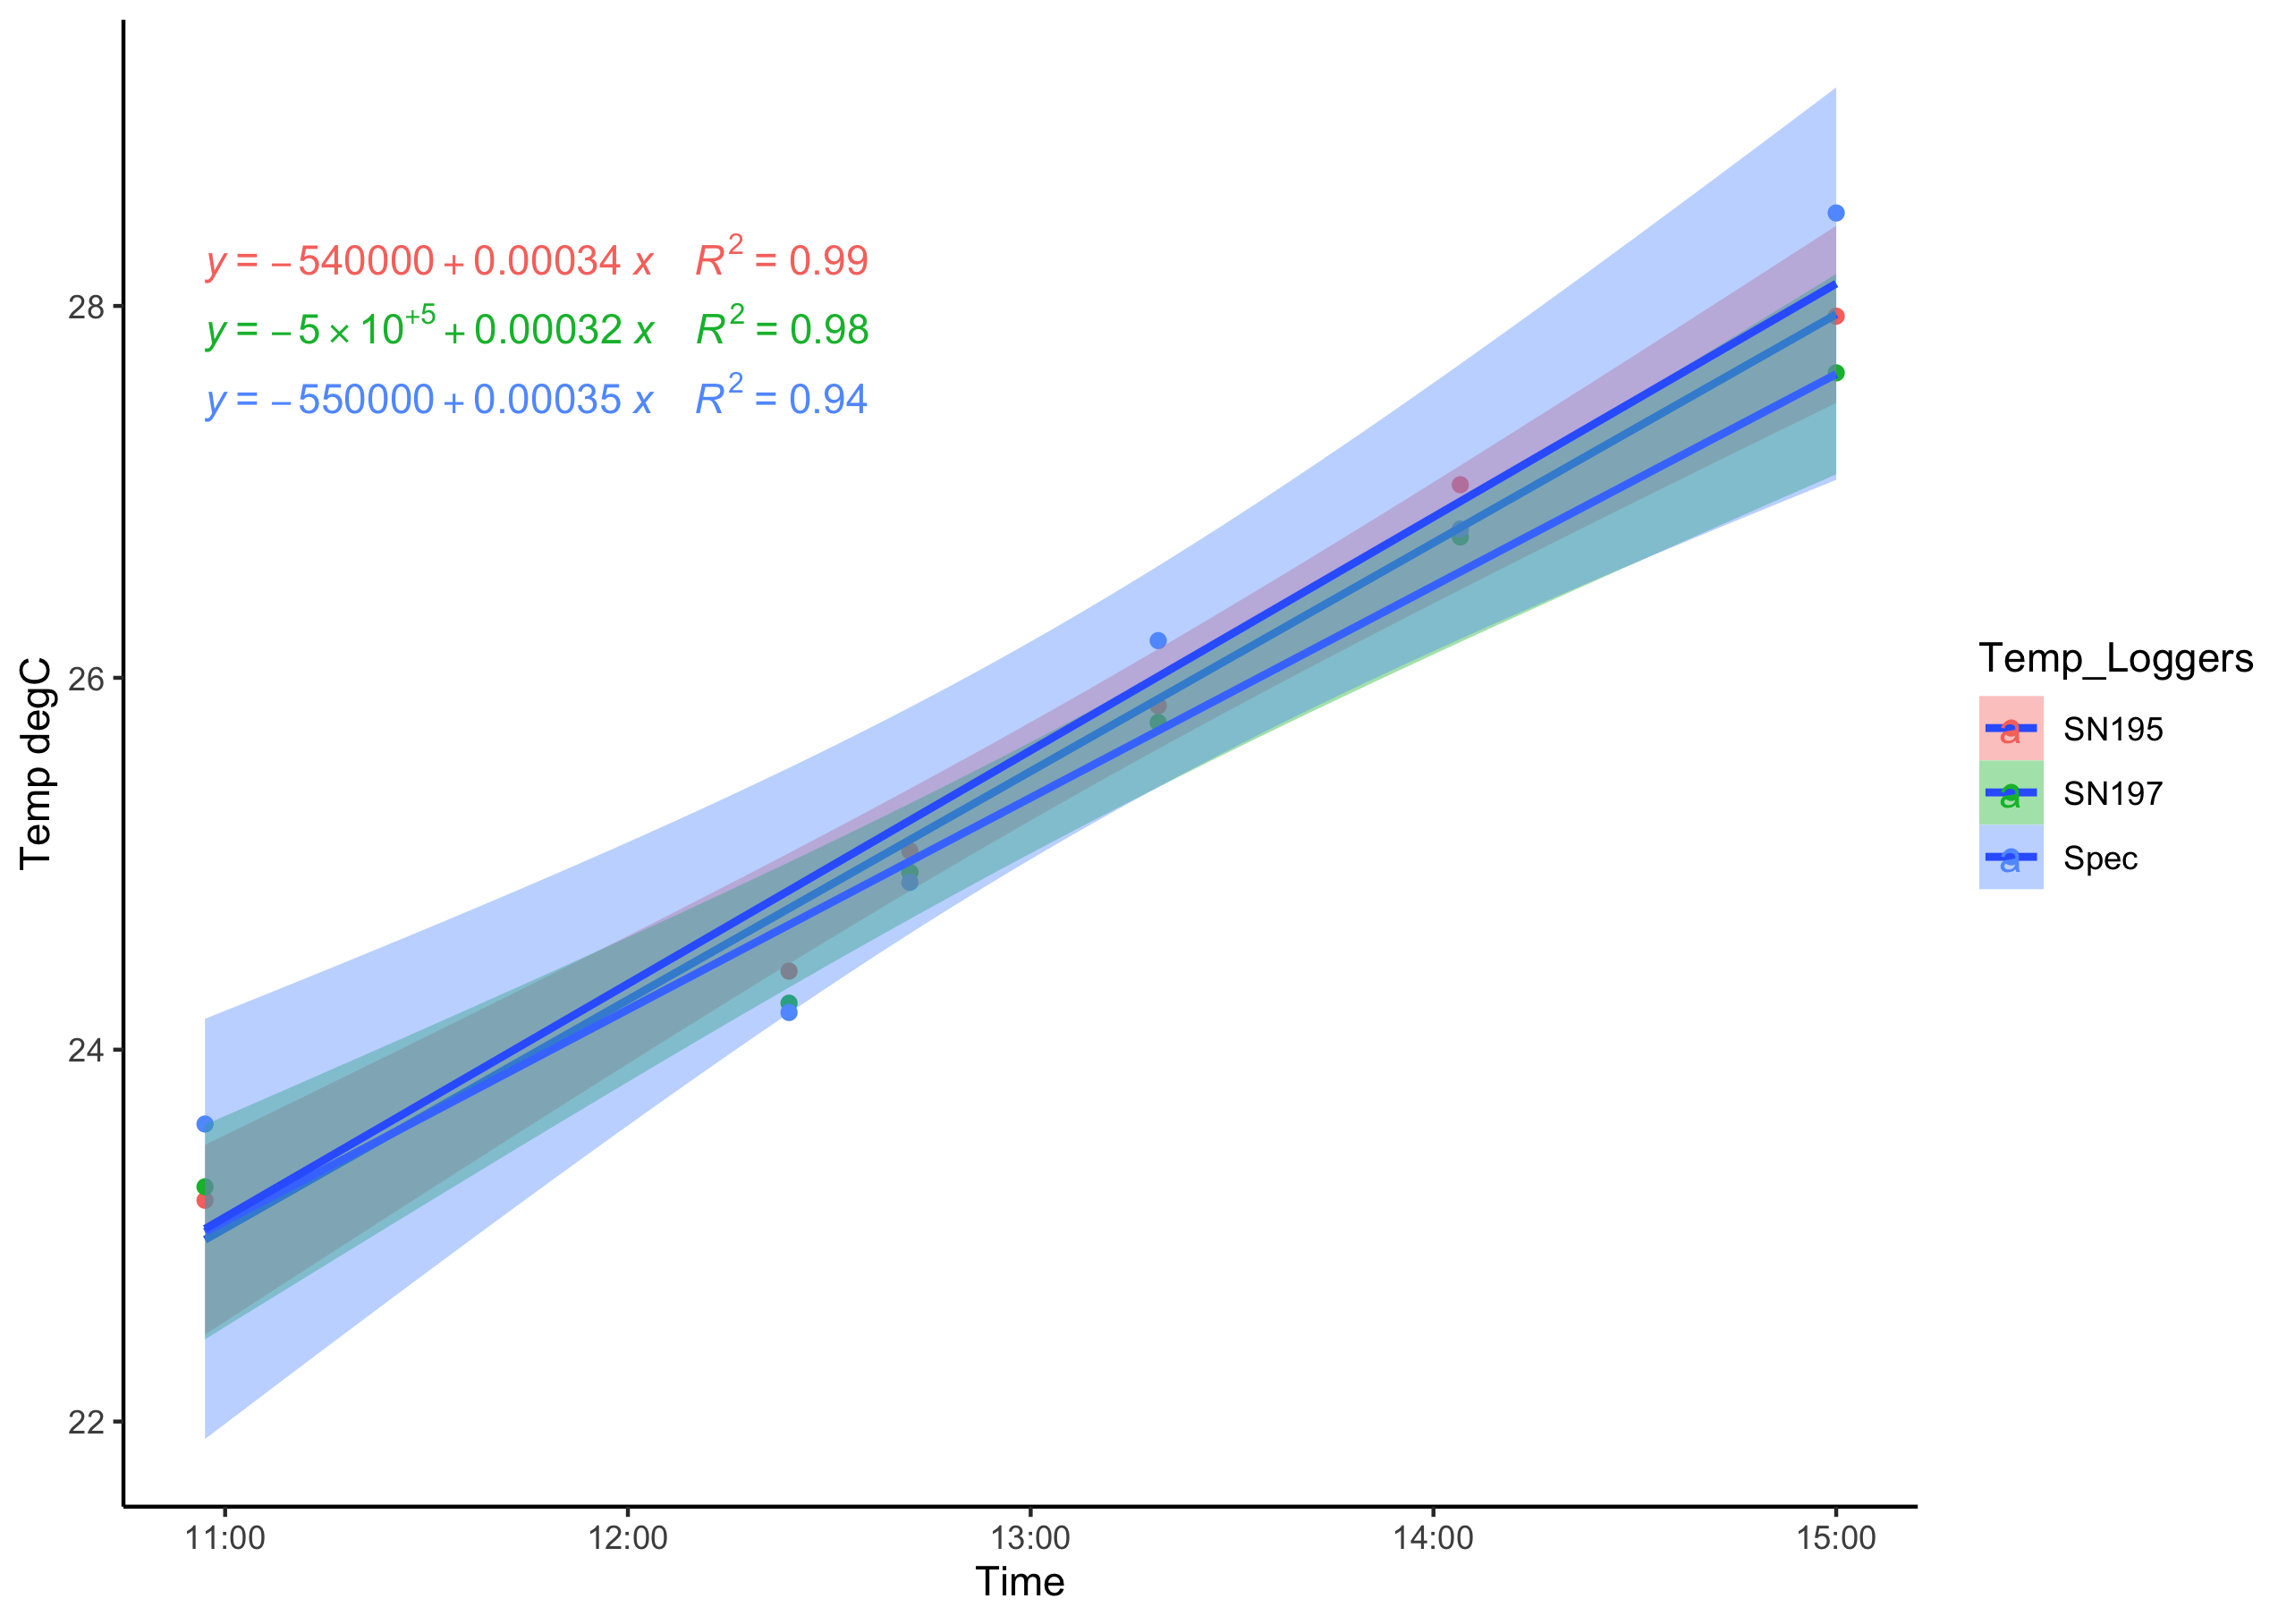 y = −540000 + 0.00034 x R² = 0.99
y = −5 × 10⁺⁵ + 0.00032 x R² = 0.98
y = −550000 + 0.00035 x R² = 0.94
28
26
24
22
Temp degC
11:00 12:00 13:00 14:00 15:00
Time
Temp_Loggers
a SN195
a SN197
a Spec